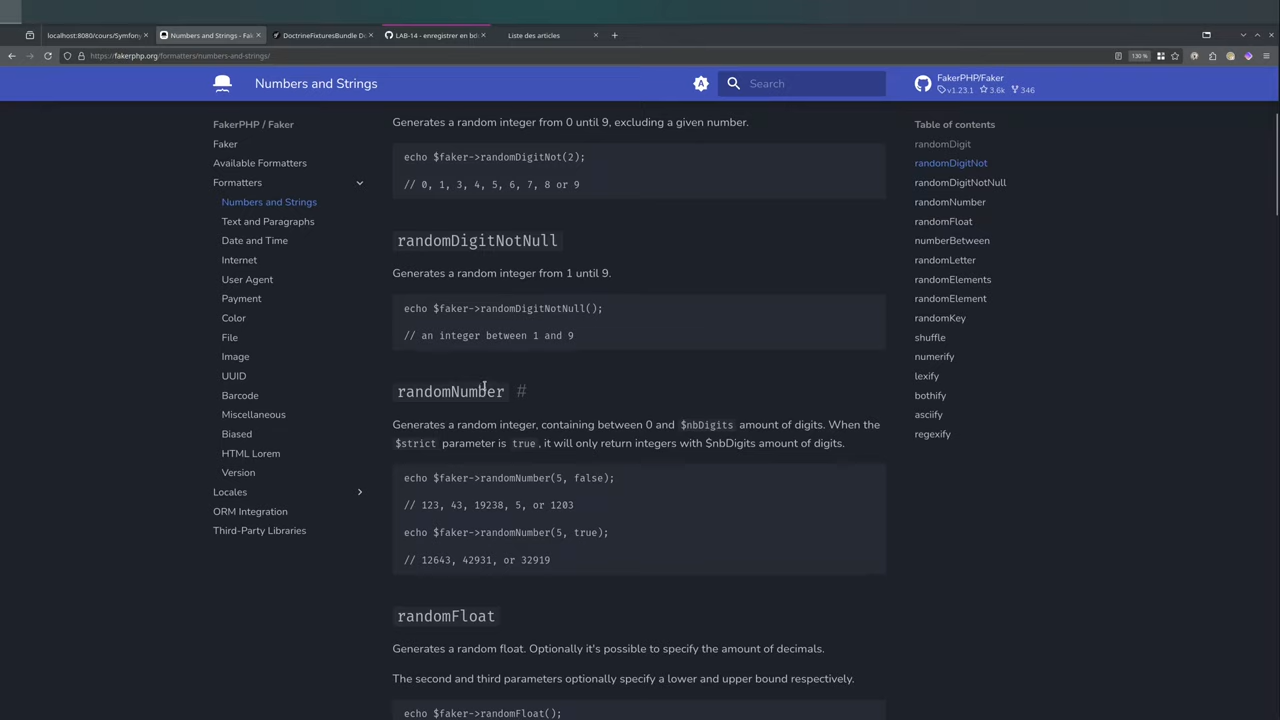 localhost:8080/cours/Symfony
Numbers and Strings - Fak
DoctrineFixturesBundle Do
LAB-14 - enregistrer en bd
Liste des articles
https://fakerphp.org/formatters/numbers-and-strings/
130 %
Numbers and Strings
Search
FakerPHP/Faker
v1.23.1 3.6k 346
FakerPHP / Faker
Faker
Available Formatters
Formatters
Numbers and Strings
Text and Paragraphs
Date and Time
Internet
User Agent
Payment
Color
File
Image
UUID
Barcode
Miscellaneous
Biased
HTML Lorem
Version
Locales
ORM Integration
Third-Party Libraries
Generates a random integer from 0 until 9, excluding a given number.
echo $faker->randomDigitNot(2);
// 0, 1, 3, 4, 5, 6, 7, 8 or 9
randomDigitNotNull
Generates a random integer from 1 until 9.
echo $faker->randomDigitNotNull();
// an integer between 1 and 9
randomNumber #
Generates a random integer, containing between 0 and $nbDigits amount of digits. When the
$strict parameter is true, it will only return integers with $nbDigits amount of digits.
echo $faker->randomNumber(5, false);
// 123, 43, 19238, 5, or 1203
echo $faker->randomNumber(5, true);
// 12643, 42931, or 32919
randomFloat
Generates a random float. Optionally it's possible to specify the amount of decimals.
The second and third parameters optionally specify a lower and upper bound respectively.
echo $faker->randomFloat();
Table of contents
randomDigit
randomDigitNot
randomDigitNotNull
randomNumber
randomFloat
numberBetween
randomLetter
randomElements
randomElement
randomKey
shuffle
numerify
lexify
bothify
asciify
regexify